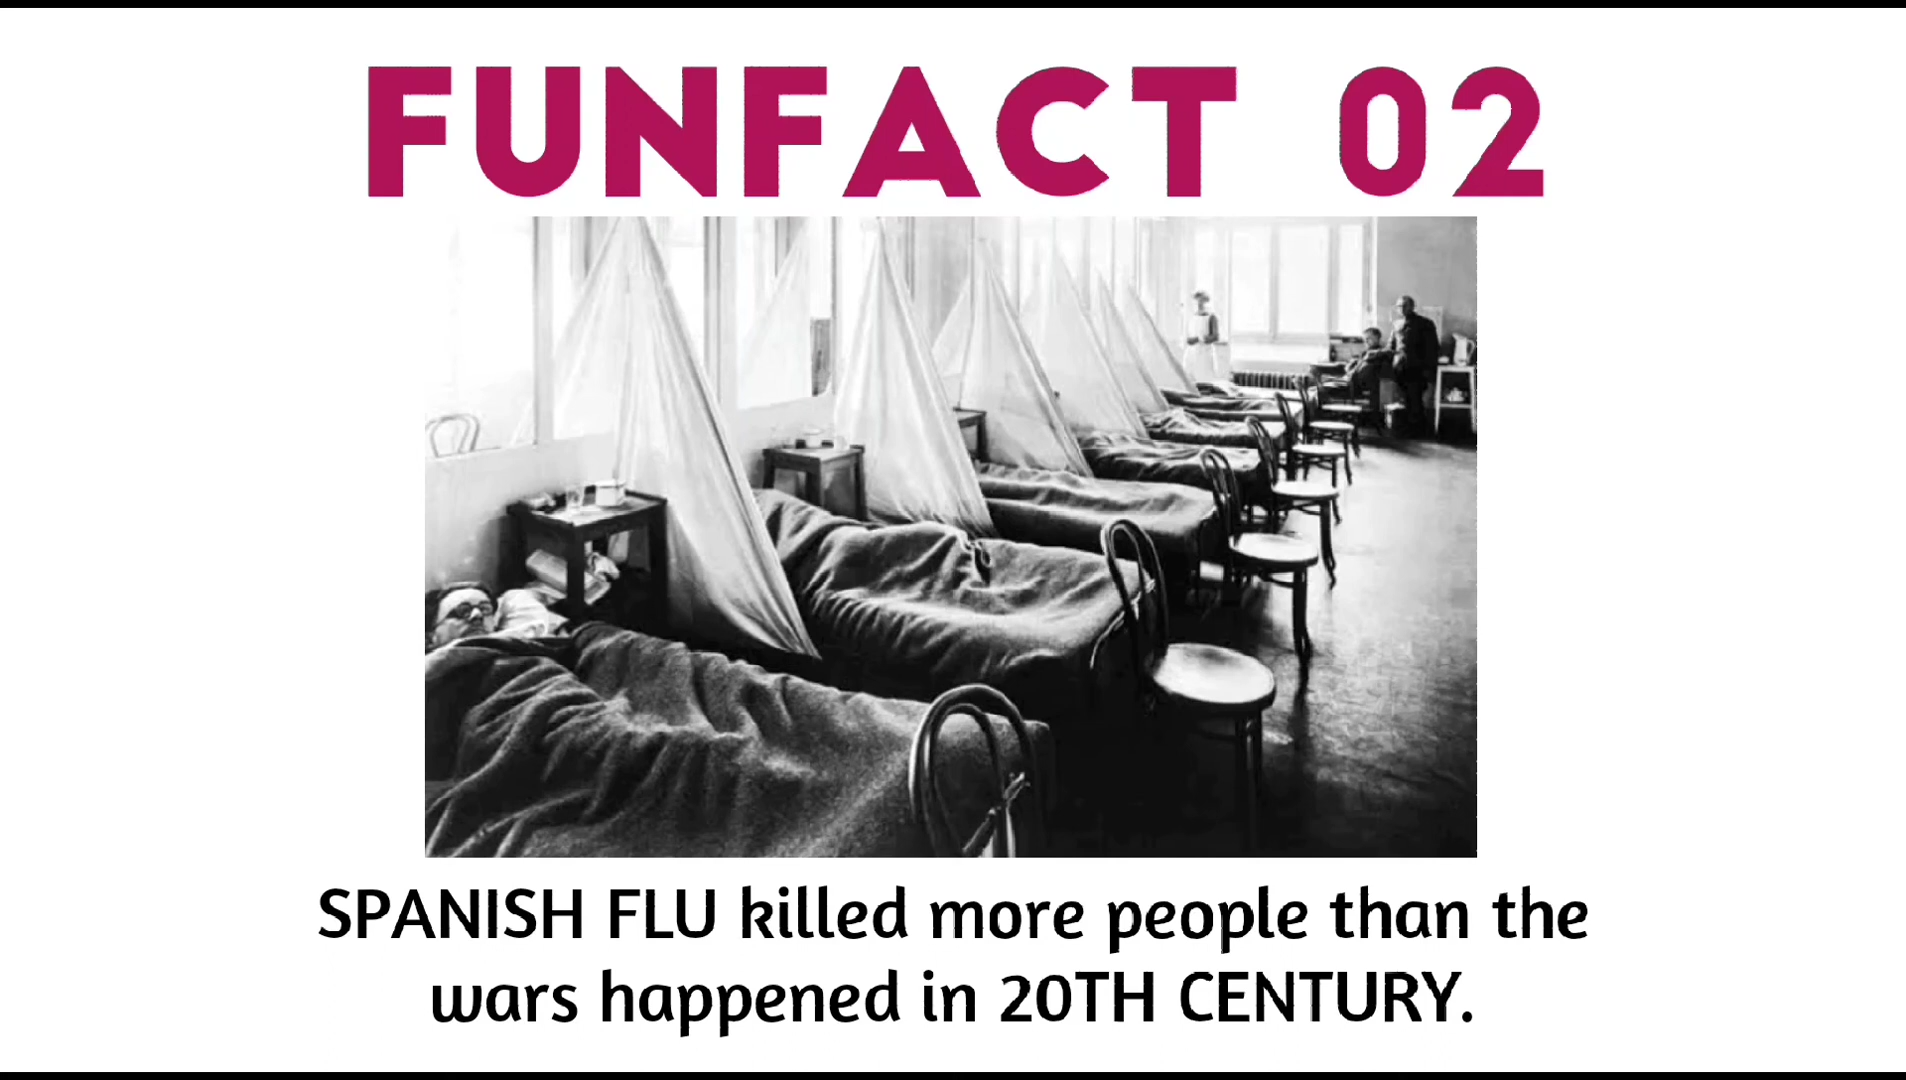 FUNFACT 02
SPANISH FLU killed more people than the
wars happened in 20TH CENTURY.